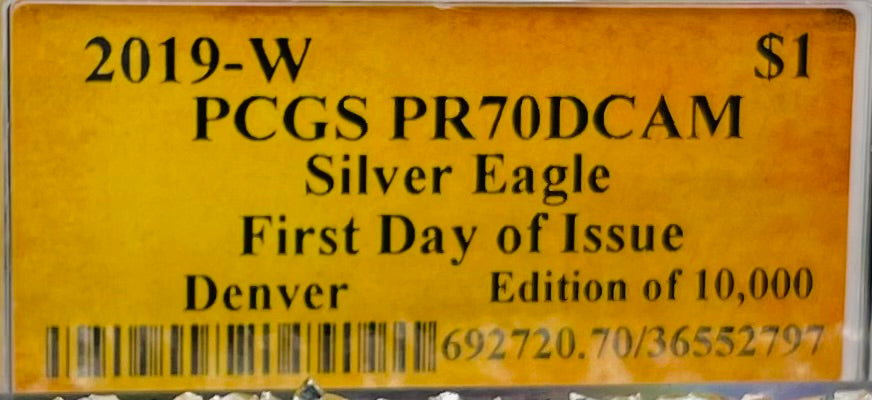 2019-W $1
PCGS PR70DCAM
Silver Eagle
First Day of Issue
Denver Edition of 10,000
692720.70/36552797